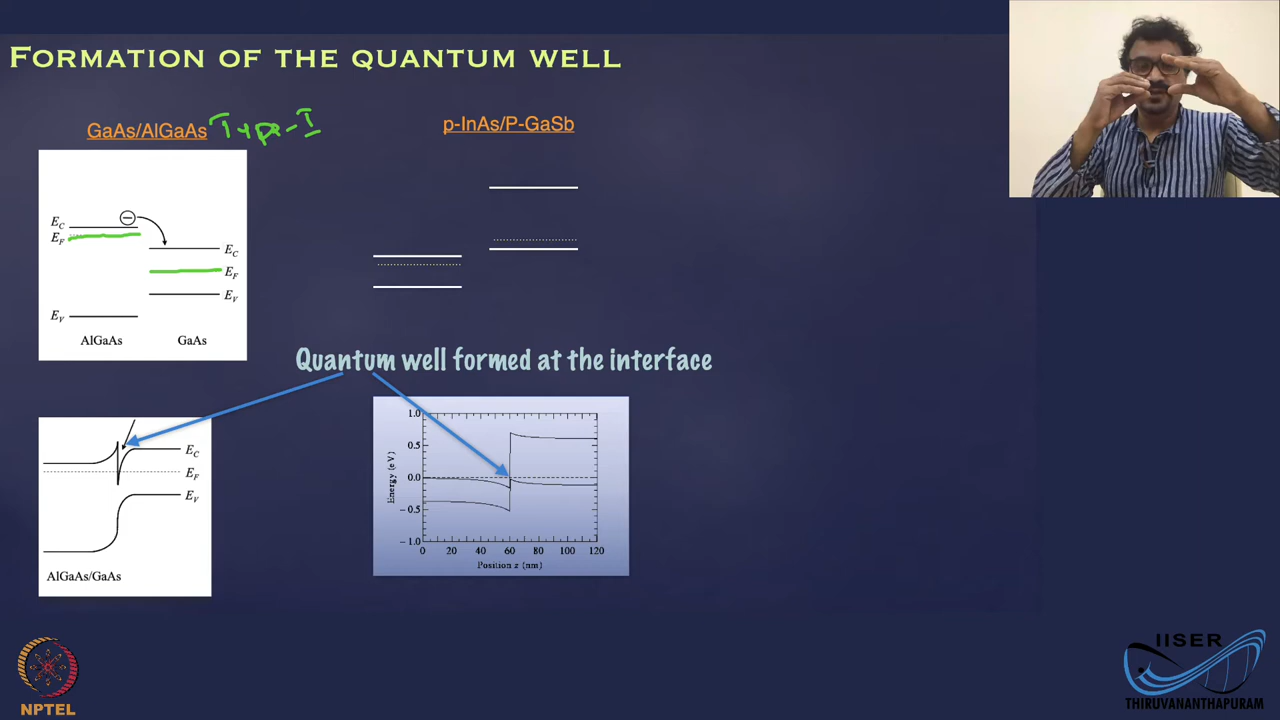 FORMATION OF THE QUANTUM WELL
GaAs/AlGaAs Type-I
p-InAs/P-GaSb
E_C
E_F
E_V
E_C
E_F
E_V
AlGaAs
GaAs
Quantum well formed at the interface
E_C
E_F
E_V
AlGaAs/GaAs
1.0
0.5
0.0
-0.5
-1.0
Energy (eV)
0 20 40 60 80 100 120
Position z (nm)
NPTEL
IISER
THIRUVANANTHAPURAM